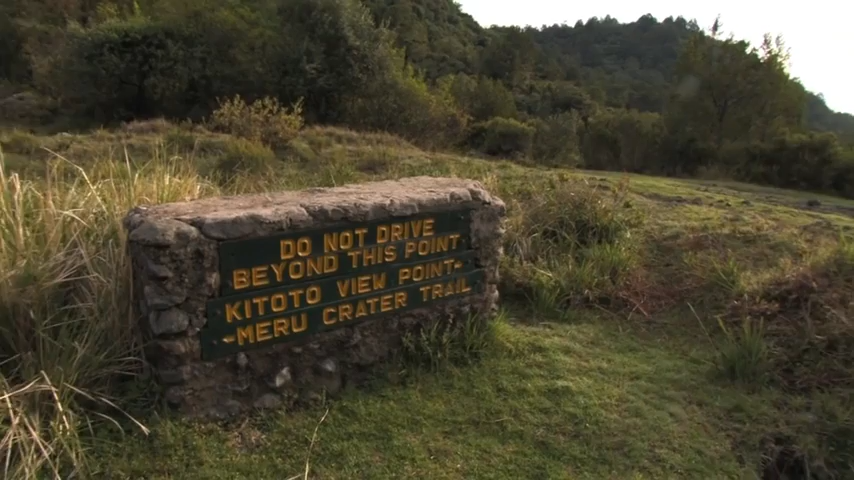 DO NOT DRIVE
BEYOND THIS POINT
KITOTO VIEW POINT-
-MERU CRATER TRAIL